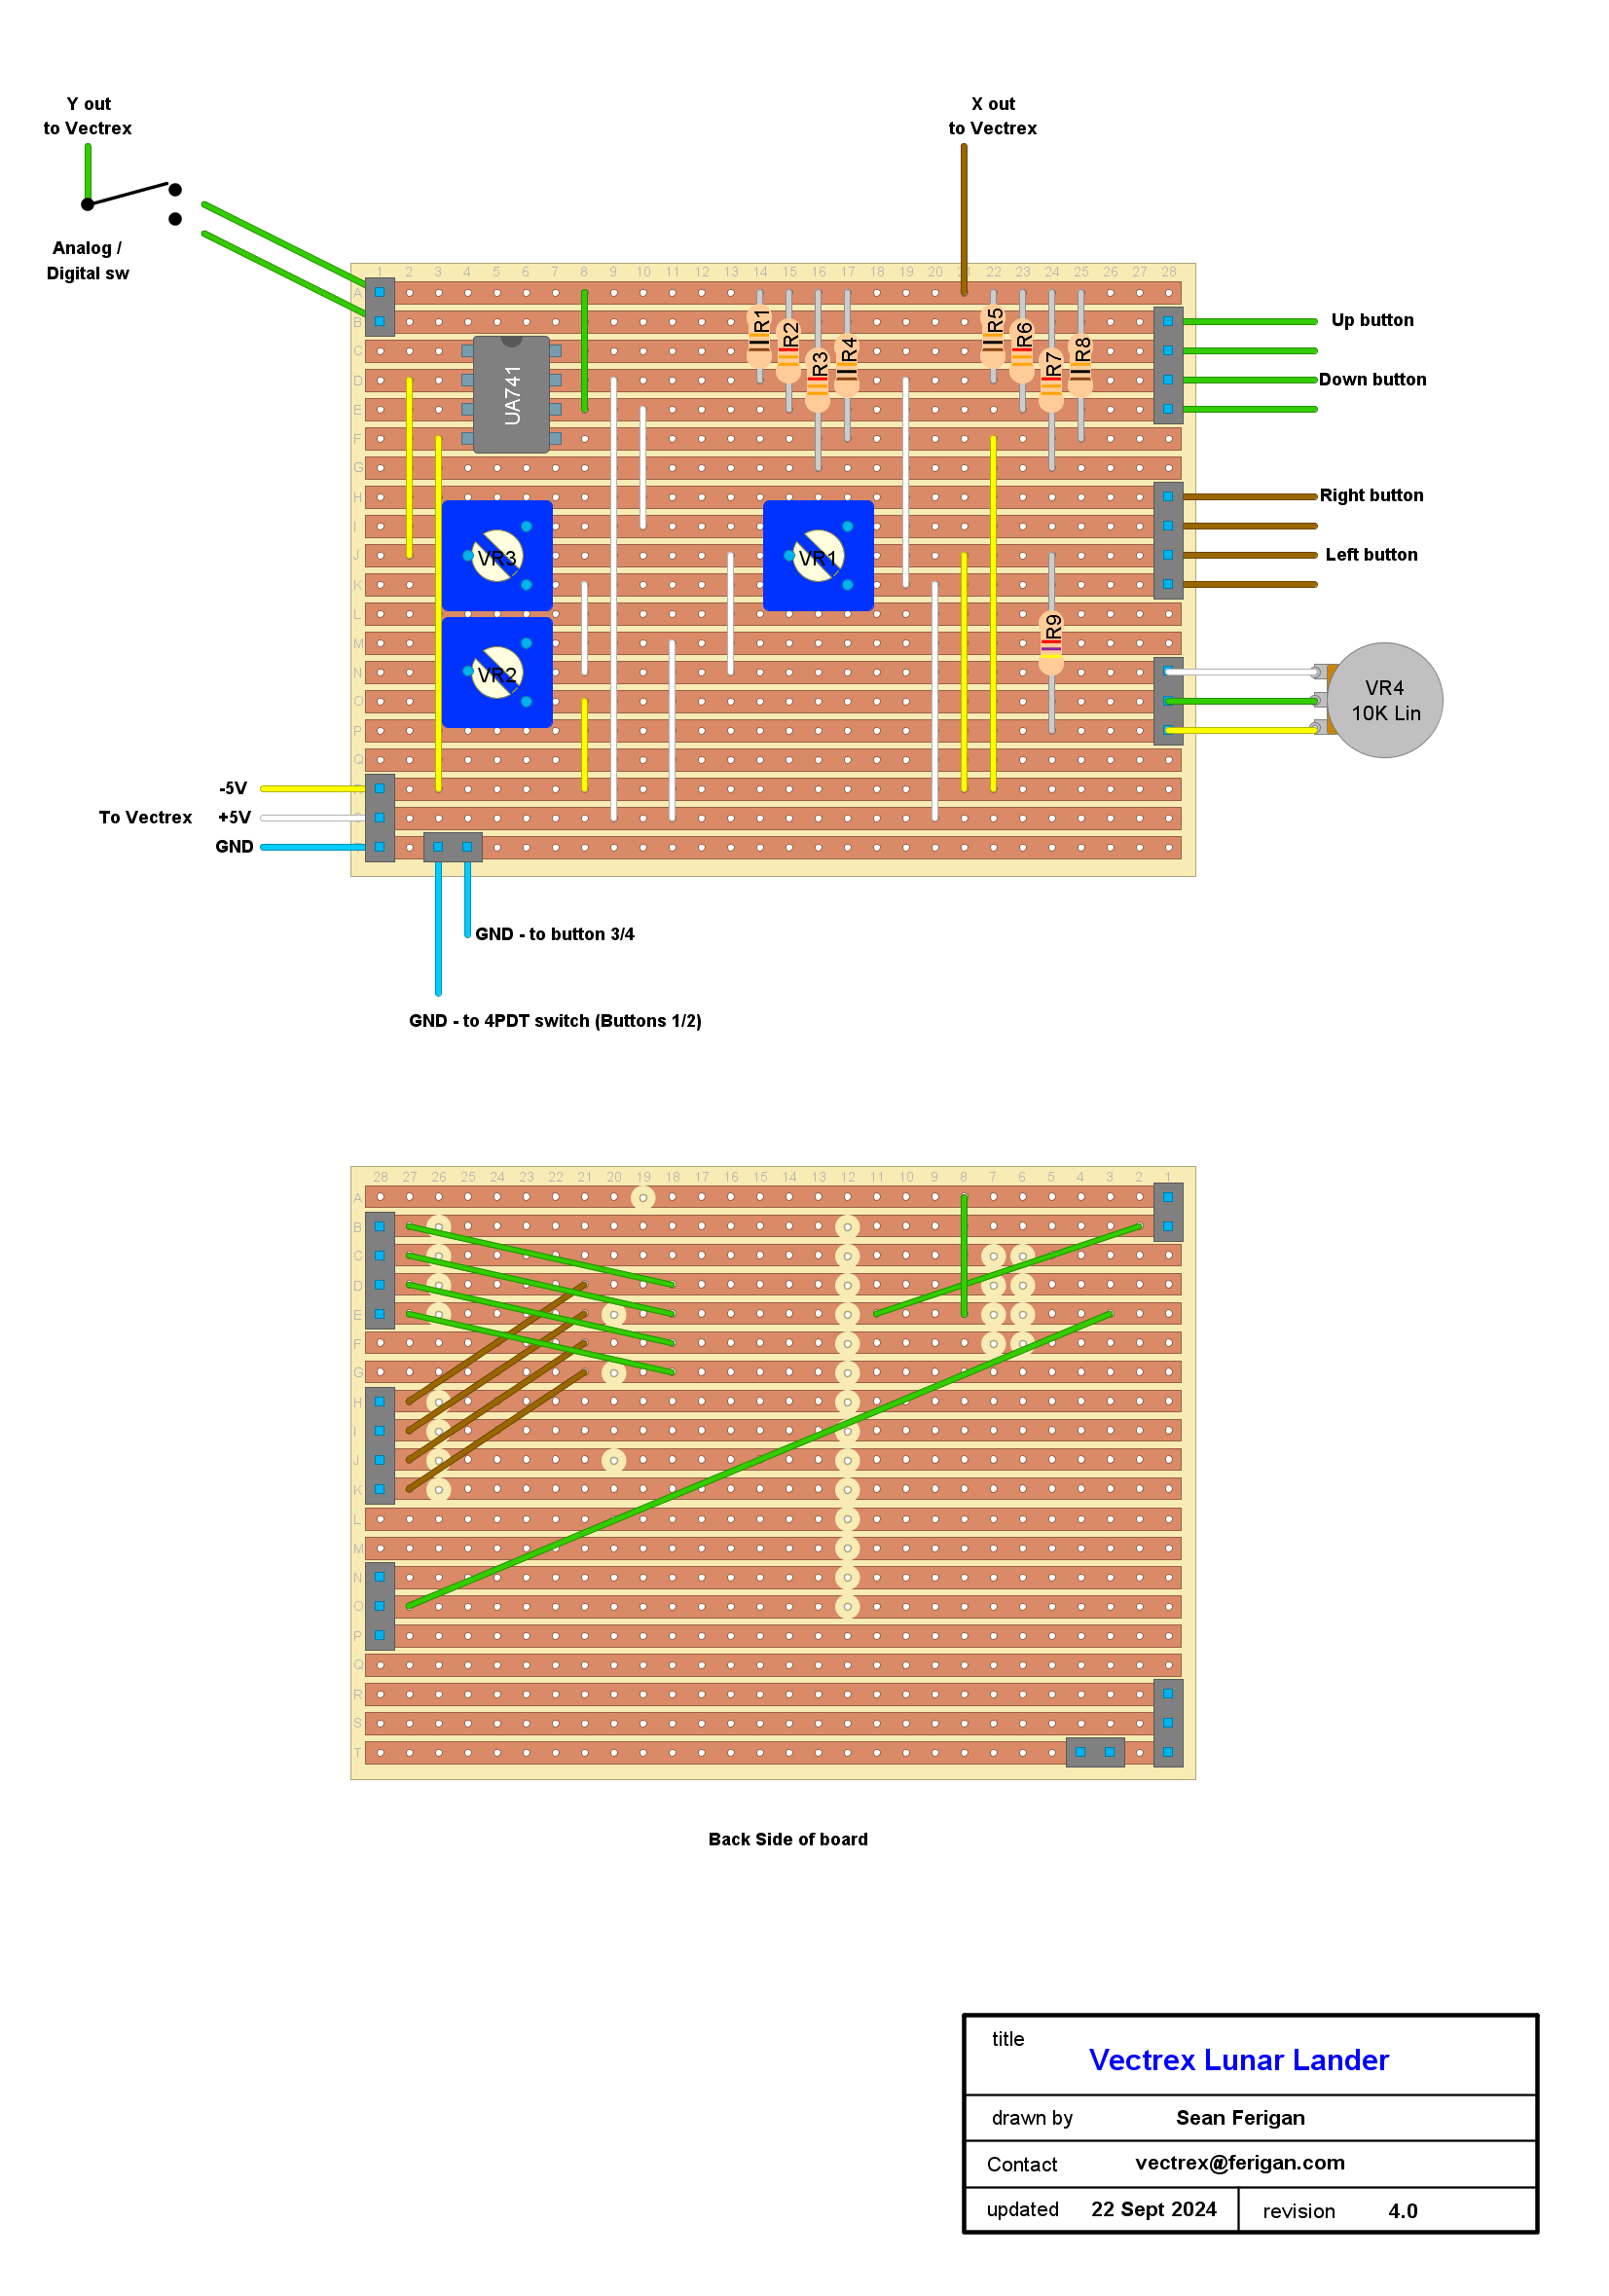 Y out
to Vectrex
X out
to Vectrex
Analog /
Digital sw
1 2 3 4 5 6 7 8 9 10 11 12 13 14 15 16 17 18 19 20 21 22 23 24 25 26 27 28
A
B
C
D
E
F
G
H
I
J
K
L
M
N
O
P
Q
UA741
R1
R2
R3
R4
R5
R6
R7
R8
R9
VR3
VR1
VR2
Up button
Down button
Right button
Left button
VR4
10K Lin
-5V
To Vectrex +5V
GND
GND - to button 3/4
GND - to 4PDT switch (Buttons 1/2)
28 27 26 25 24 23 22 21 20 19 18 17 16 15 14 13 12 11 10 9 8 7 6 5 4 3 2 1
A
B
C
D
E
F
G
H
I
J
K
L
M
N
O
P
Q
R
S
T
Back Side of board
title
Vectrex Lunar Lander
drawn by Sean Ferigan
Contact vectrex@ferigan.com
updated 22 Sept 2024 revision 4.0